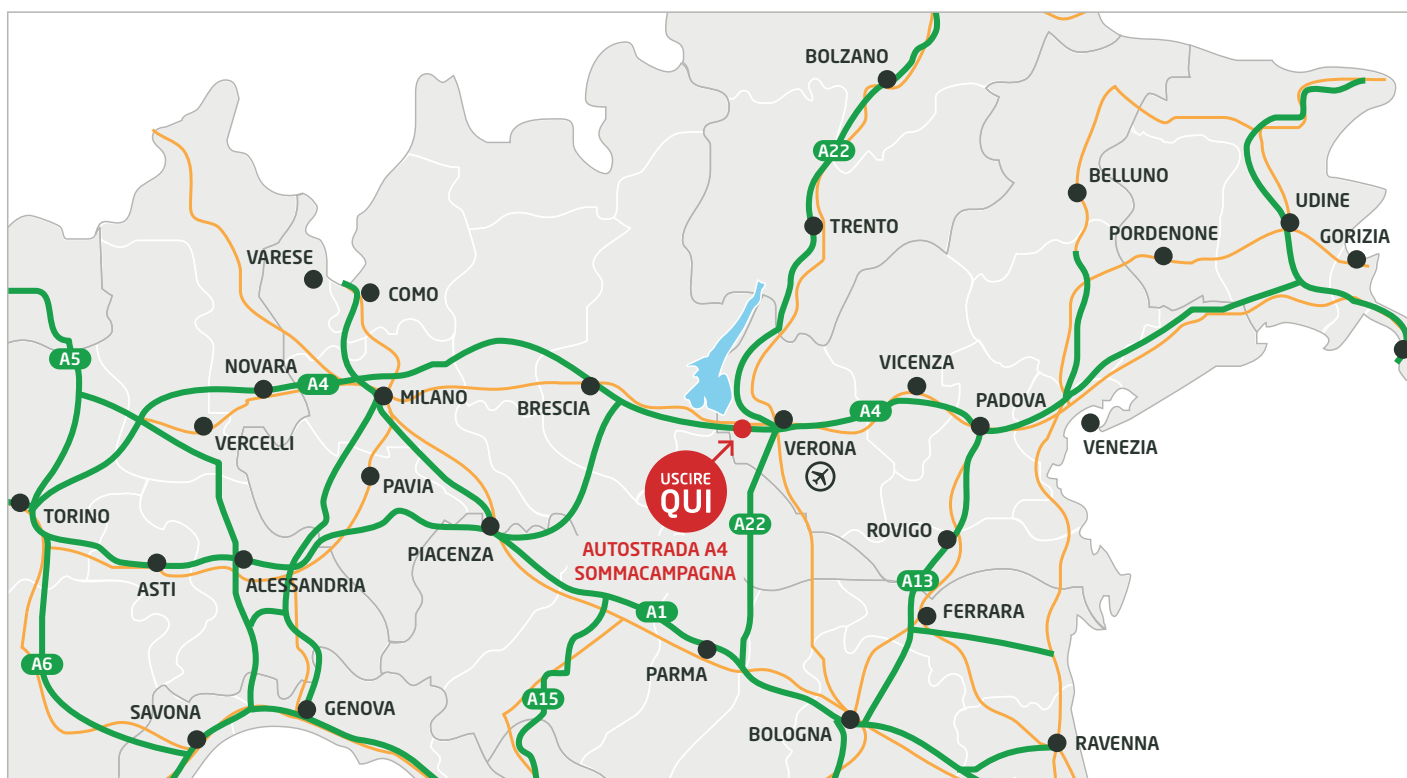 BOLZANO
A22
BELLUNO
UDINE
TRENTO
PORDENONE
GORIZIA
VARESE
COMO
A5
NOVARA
A4
MILANO
BRESCIA
VICENZA
A4
PADOVA
VERCELLI
VERONA
VENEZIA
USCIRE
QUI
PAVIA
TORINO
A22
ROVIGO
PIACENZA
AUTOSTRADA A4
SOMMACAMPAGNA
ASTI
ALESSANDRIA
A13
A1
FERRARA
A6
PARMA
A15
SAVONA
GENOVA
BOLOGNA
RAVENNA